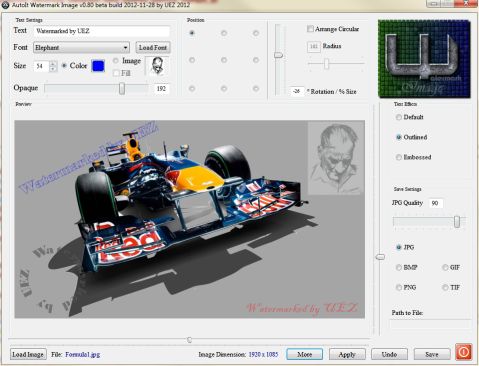 AutoIt Watermark Image v0.80 beta build 2012-11-28 by UEZ 2012
Text Settings
Text Watermarked by UEZ
Font Elephant Load Font
Size 54 Color Image
Fill
Opaque 192
Position
Arrange Circular
161 Radius
-26 ° Rotation / % Size
Watermark
Image
Text Effects
Default
Outlined
Embossed
Save Settings
JPG Quality 90
JPG
BMP GIF
PNG TIF
Path to File:
Preview
Watermarked by UEZ
Red
Watermarked by UEZ
Load Image File: Formula1.jpg Image Dimension: 1920 x 1085 More Apply Undo Save